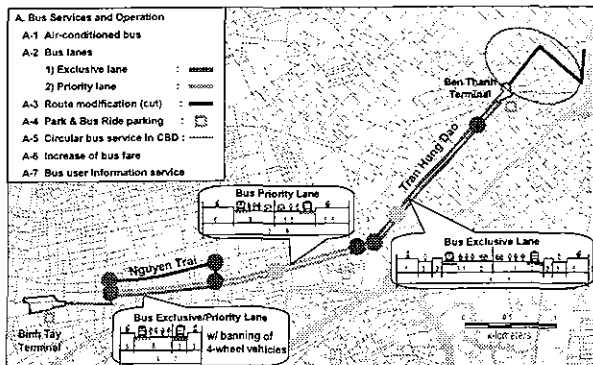 A. Bus Services and Operation
A-1 Air-conditioned bus
A-2 Bus lanes
1) Exclusive lane :
2) Priority lane :
A-3 Route modification (cut) :
A-4 Park & Bus Ride parking :
A-5 Circular bus service in CBD :
A-6 Increase of bus fare
A-7 Bus user information service
Ben Thanh
Terminal
Tran Hung Dao
Bus Priority Lane
Bus Exclusive Lane
Nguyen Trai
Binh Tay
Terminal
Bus Exclusive/Priority Lane
w/ banning of
4-wheel vehicles